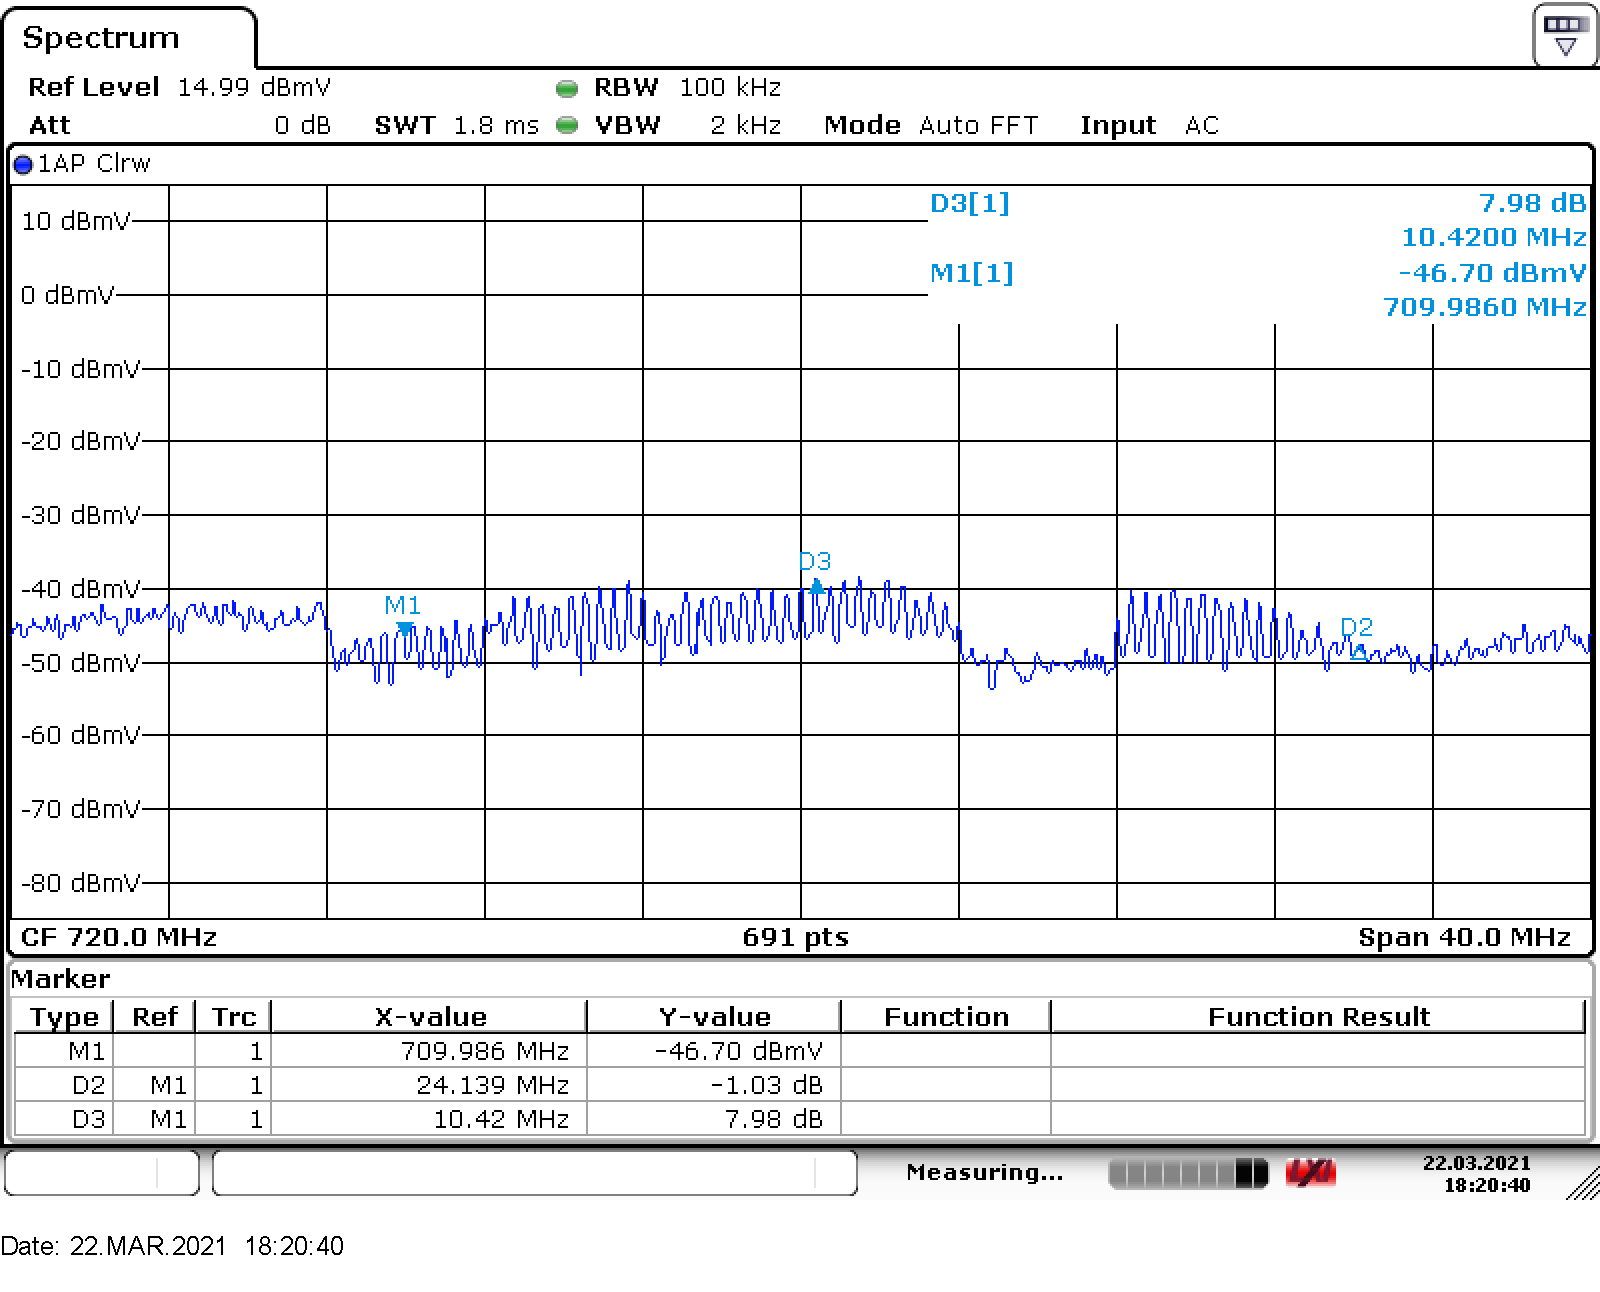 Spectrum
Ref Level 14.99 dBmV RBW 100 kHz
Att 0 dB SWT 1.8 ms VBW 2 kHz Mode Auto FFT Input AC
1AP Clrw
D3[1] 7.98 dB
10 dBmV
10.4200 MHz
M1[1] -46.70 dBmV
0 dBmV
709.9860 MHz
-10 dBmV
-20 dBmV
-30 dBmV
D3
-40 dBmV
M1
D2
-50 dBmV
-60 dBmV
-70 dBmV
-80 dBmV
CF 720.0 MHz 691 pts Span 40.0 MHz
Marker
Type Ref Trc X-value Y-value Function Function Result
M1 1 709.986 MHz -46.70 dBmV
D2 M1 1 24.139 MHz -1.03 dB
D3 M1 1 10.42 MHz 7.98 dB
Measuring... LXI 22.03.2021
18:20:40
Date: 22.MAR.2021 18:20:40